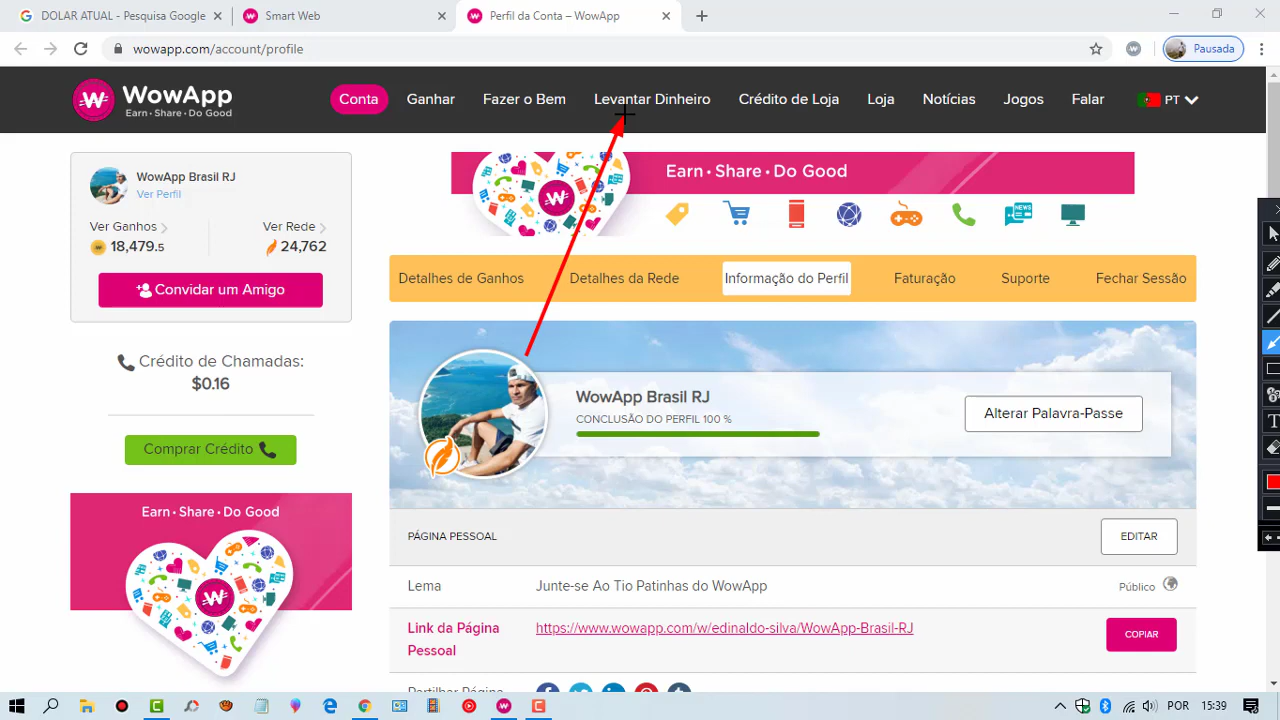 DOLAR ATUAL - Pesquisa Google
Smart Web
Perfil da Conta – WowApp
wowapp.com/account/profile
Pausada
WowApp
Earn · Share · Do Good
Conta
Ganhar
Fazer o Bem
Levantar Dinheiro
Crédito de Loja
Loja
Notícias
Jogos
Falar
PT
WowApp Brasil RJ
Ver Perfil
Ver Ganhos
Ver Rede
18,479.5
24,762
Convidar um Amigo
Crédito de Chamadas:
$0.16
Comprar Crédito
Earn · Share · Do Good
Earn · Share · Do Good
NEWS
Detalhes de Ganhos
Detalhes da Rede
Informação do Perfil
Faturação
Suporte
Fechar Sessão
WowApp Brasil RJ
CONCLUSÃO DO PERFIL 100 %
Alterar Palavra-Passe
PÁGINA PESSOAL
EDITAR
Lema
Junte-se Ao Tio Patinhas do WowApp
Público
Link da Página
Pessoal
https://www.wowapp.com/w/edinaldo-silva/WowApp-Brasil-RJ
COPIAR
Partilhar Página
POR
15:39